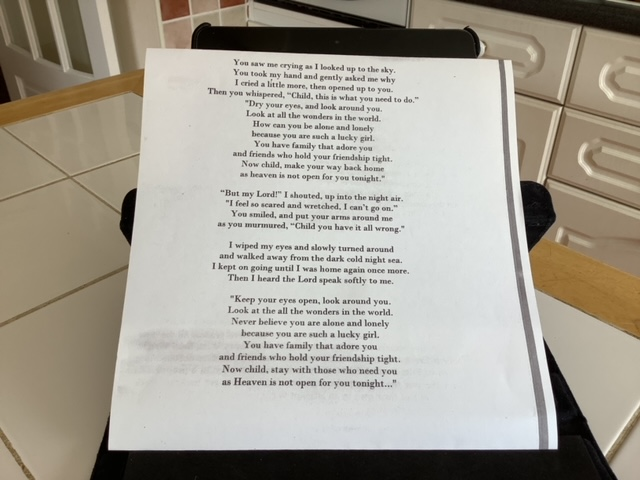 You saw me crying as I looked up to the sky.
You took my hand and gently asked me why
I cried a little more, then opened up to you.
Then you whispered, “Child, this is what you need to do.”
"Dry your eyes, and look around you.
Look at all the wonders in the world.
How can you be alone and lonely
because you are such a lucky girl.
You have family that adore you
and friends who hold your friendship tight.
Now child, make your way back home
as heaven is not open for you tonight."
“But my Lord!” I shouted, up into the night air.
"I feel so scared and wretched, I can't go on.”
You smiled, and put your arms around me
as you murmured, “Child you have it all wrong."
I wiped my eyes and slowly turned around
and walked away from the dark cold night sea.
I kept on going until I was home again once more.
Then I heard the Lord speak softly to me.
"Keep your eyes open, look around you.
Look at the all the wonders in the world.
Never believe you are alone and lonely
because you are such a lucky girl.
You have family that adore you
and friends who hold your friendship tight.
Now child, stay with those who need you
as Heaven is not open for you tonight..."